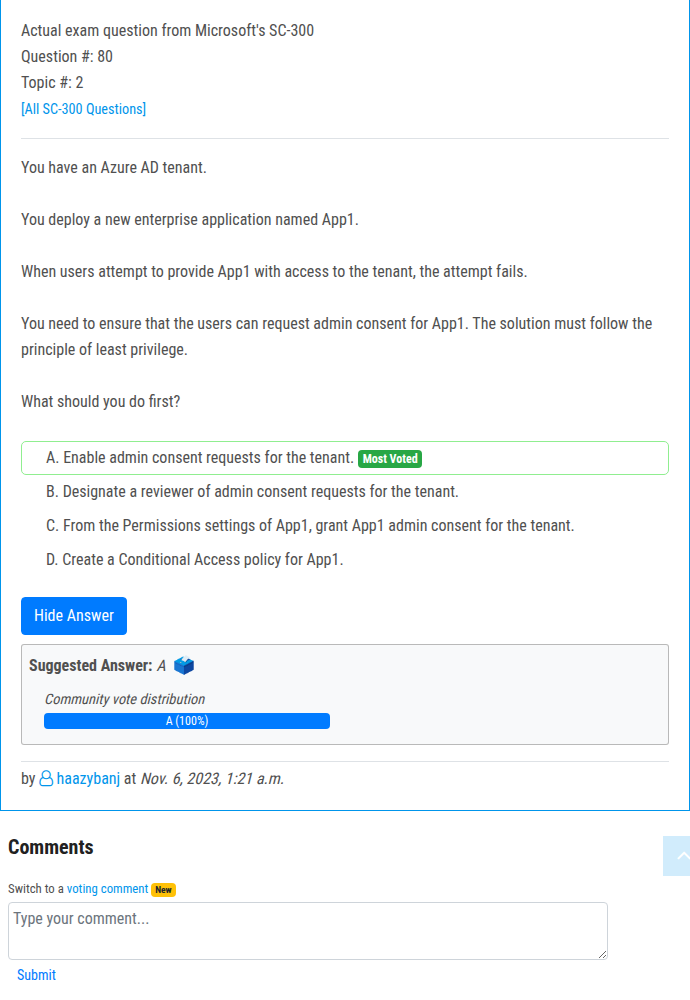 Actual exam question from Microsoft's SC-300
Question #: 80
Topic #: 2
[All SC-300 Questions]
You have an Azure AD tenant.
You deploy a new enterprise application named App1.
When users attempt to provide App1 with access to the tenant, the attempt fails.
You need to ensure that the users can request admin consent for App1. The solution must follow the
principle of least privilege.
What should you do first?
A. Enable admin consent requests for the tenant. Most Voted
B. Designate a reviewer of admin consent requests for the tenant.
C. From the Permissions settings of App1, grant App1 admin consent for the tenant.
D. Create a Conditional Access policy for App1.
Hide Answer
Suggested Answer: A
Community vote distribution
A (100%)
by haazybanj at Nov. 6, 2023, 1:21 a.m.
Comments
Switch to a voting comment New
Type your comment...
Submit